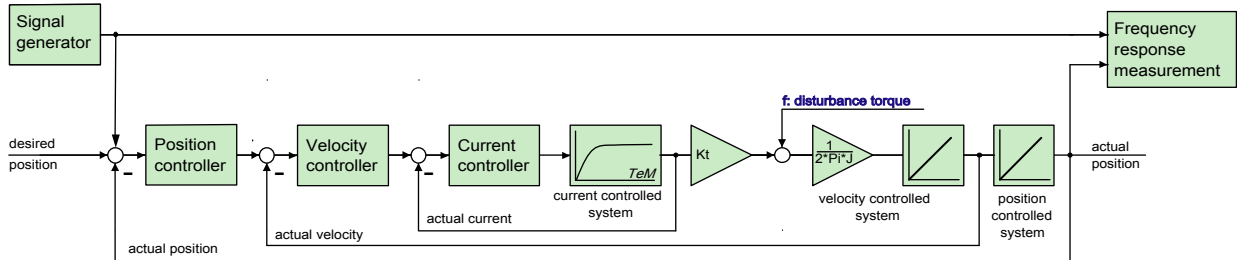 Signal
generator
Frequency
response
measurement
f: disturbance torque
desired
position
Position
controller
Velocity
controller
Current
controller
TeM
current controlled
system
Kt
1
2*Pi*J
velocity controlled
system
position
controlled
system
actual
position
actual current
actual velocity
actual position